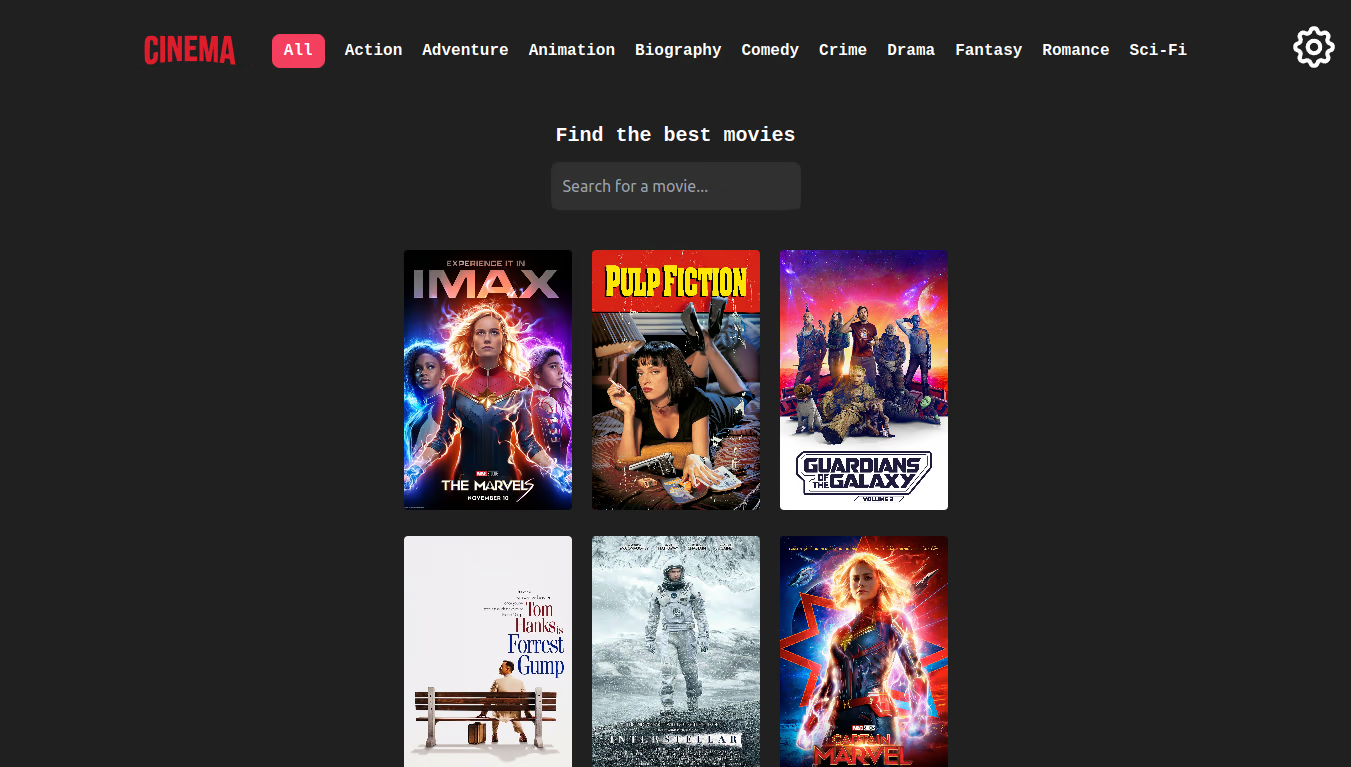 CINEMA
All Action Adventure Animation Biography Comedy Crime Drama Fantasy Romance Sci-Fi
Find the best movies
Search for a movie...
EXPERIENCE IT IN
IMAX
THE MARVELS
NOVEMBER 10
PULP FICTION
GUARDIANS
OF THE GALAXY
VOLUME 3
Tom
Hanks is
Forrest
Gump
INTERSTELLAR
CAPTAIN
MARVEL